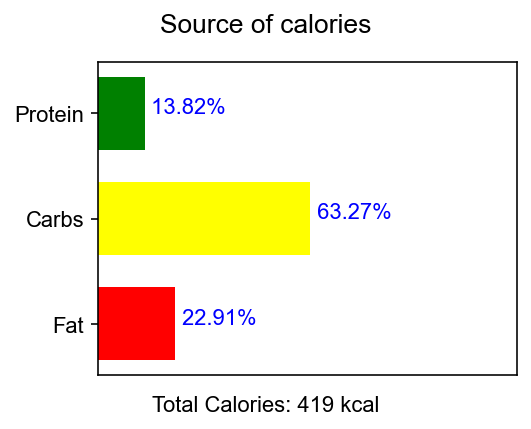 Source of calories
Protein 13.82%
Carbs 63.27%
Fat 22.91%
Total Calories: 419 kcal